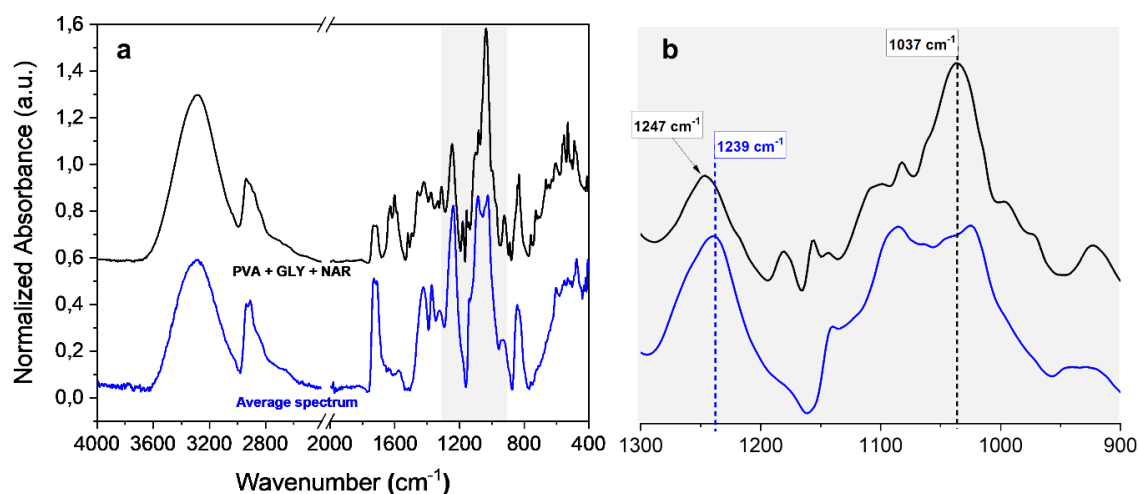 a
1,6
1,4
1,2
1,0
0,8
0,6
0,4
0,2
0,0
Normalized Absorbance (a.u.)
PVA + GLY + NAR
Average spectrum
4000 3600 3200 2800 2400 2000 1600 1200 800 400
Wavenumber (cm⁻¹)
b
1037 cm⁻¹
1247 cm⁻¹
1239 cm⁻¹
1300 1200 1100 1000 900